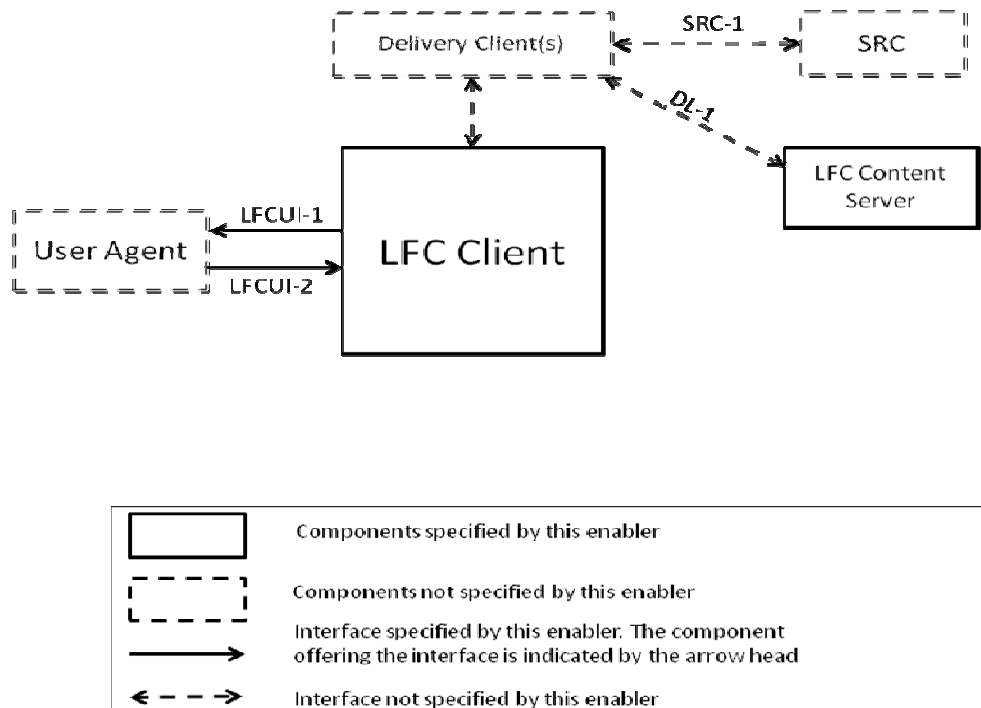 SRC-1
Delivery Client(s)
SRC
DL-1
LFC Content
Server
LFCUI-1
User Agent
LFC Client
LFCUI-2
Components specified by this enabler
Components not specified by this enabler
Interface specified by this enabler. The component
offering the interface is indicated by the arrow head
Interface not specified by this enabler